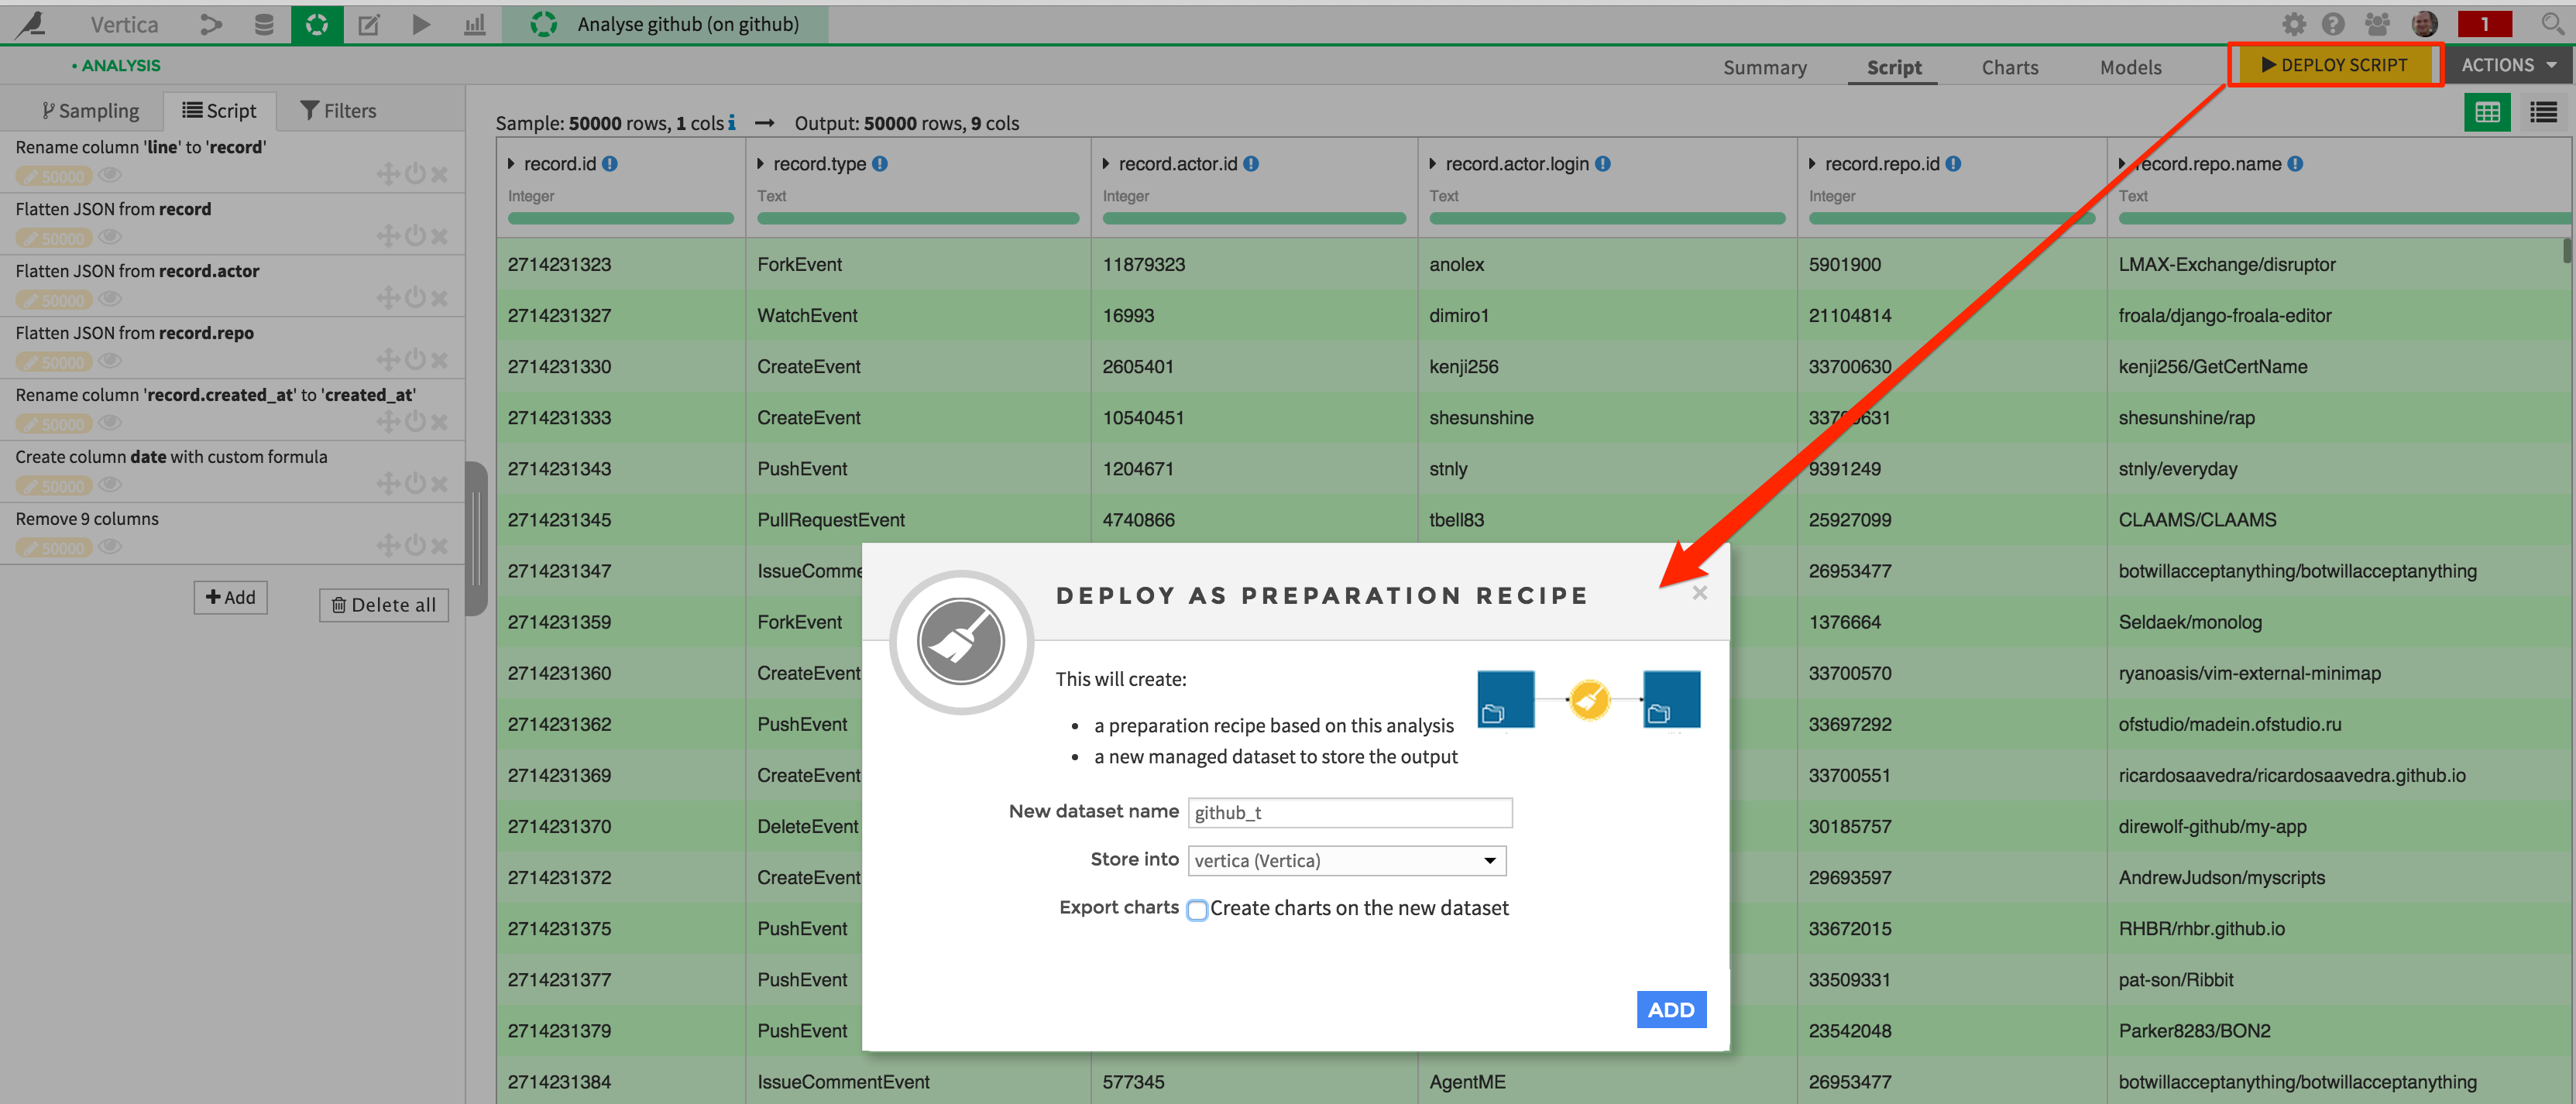 Vertica Analyse github (on github) 1
• ANALYSIS Summary Script Charts Models DEPLOY SCRIPT ACTIONS
Sampling Script Filters
Sample: 50000 rows, 1 cols Output: 50000 rows, 9 cols
Rename column 'line' to 'record'
50000
Flatten JSON from record
50000
Flatten JSON from record.actor
50000
Flatten JSON from record.repo
50000
Rename column 'record.created_at' to 'created_at'
50000
Create column date with custom formula
50000
Remove 9 columns
50000
Add Delete all
record.id record.type record.actor.id record.actor.login record.repo.id record.repo.name
Integer Text Integer Text Integer Text
2714231323 ForkEvent 11879323 anolex 5901900 LMAX-Exchange/disruptor
2714231327 WatchEvent 16993 dimiro1 21104814 froala/django-froala-editor
2714231330 CreateEvent 2605401 kenji256 33700630 kenji256/GetCertName
2714231333 CreateEvent 10540451 shesunshine 33700631 shesunshine/rap
2714231343 PushEvent 1204671 stnly 9391249 stnly/everyday
2714231345 PullRequestEvent 4740866 tbell83 25927099 CLAAMS/CLAAMS
2714231347 IssueComme 26953477 botwillacceptanything/botwillacceptanything
2714231359 ForkEvent 1376664 Seldaek/monolog
2714231360 CreateEvent 33700570 ryanoasis/vim-external-minimap
2714231362 PushEvent 33697292 ofstudio/madein.ofstudio.ru
2714231369 CreateEvent 33700551 ricardosaavedra/ricardosaavedra.github.io
2714231370 DeleteEvent 30185757 direwolf-github/my-app
2714231372 CreateEvent 29693597 AndrewJudson/myscripts
2714231375 PushEvent 33672015 RHBR/rhbr.github.io
2714231377 PushEvent 33509331 pat-son/Ribbit
2714231379 PushEvent 23542048 Parker8283/BON2
2714231384 IssueCommentEvent 577345 AgentME 26953477 botwillacceptanything/botwillacceptanything
DEPLOY AS PREPARATION RECIPE ×
This will create:
• a preparation recipe based on this analysis
• a new managed dataset to store the output
New dataset name github_t
Store into vertica (Vertica)
Export charts Create charts on the new dataset
ADD